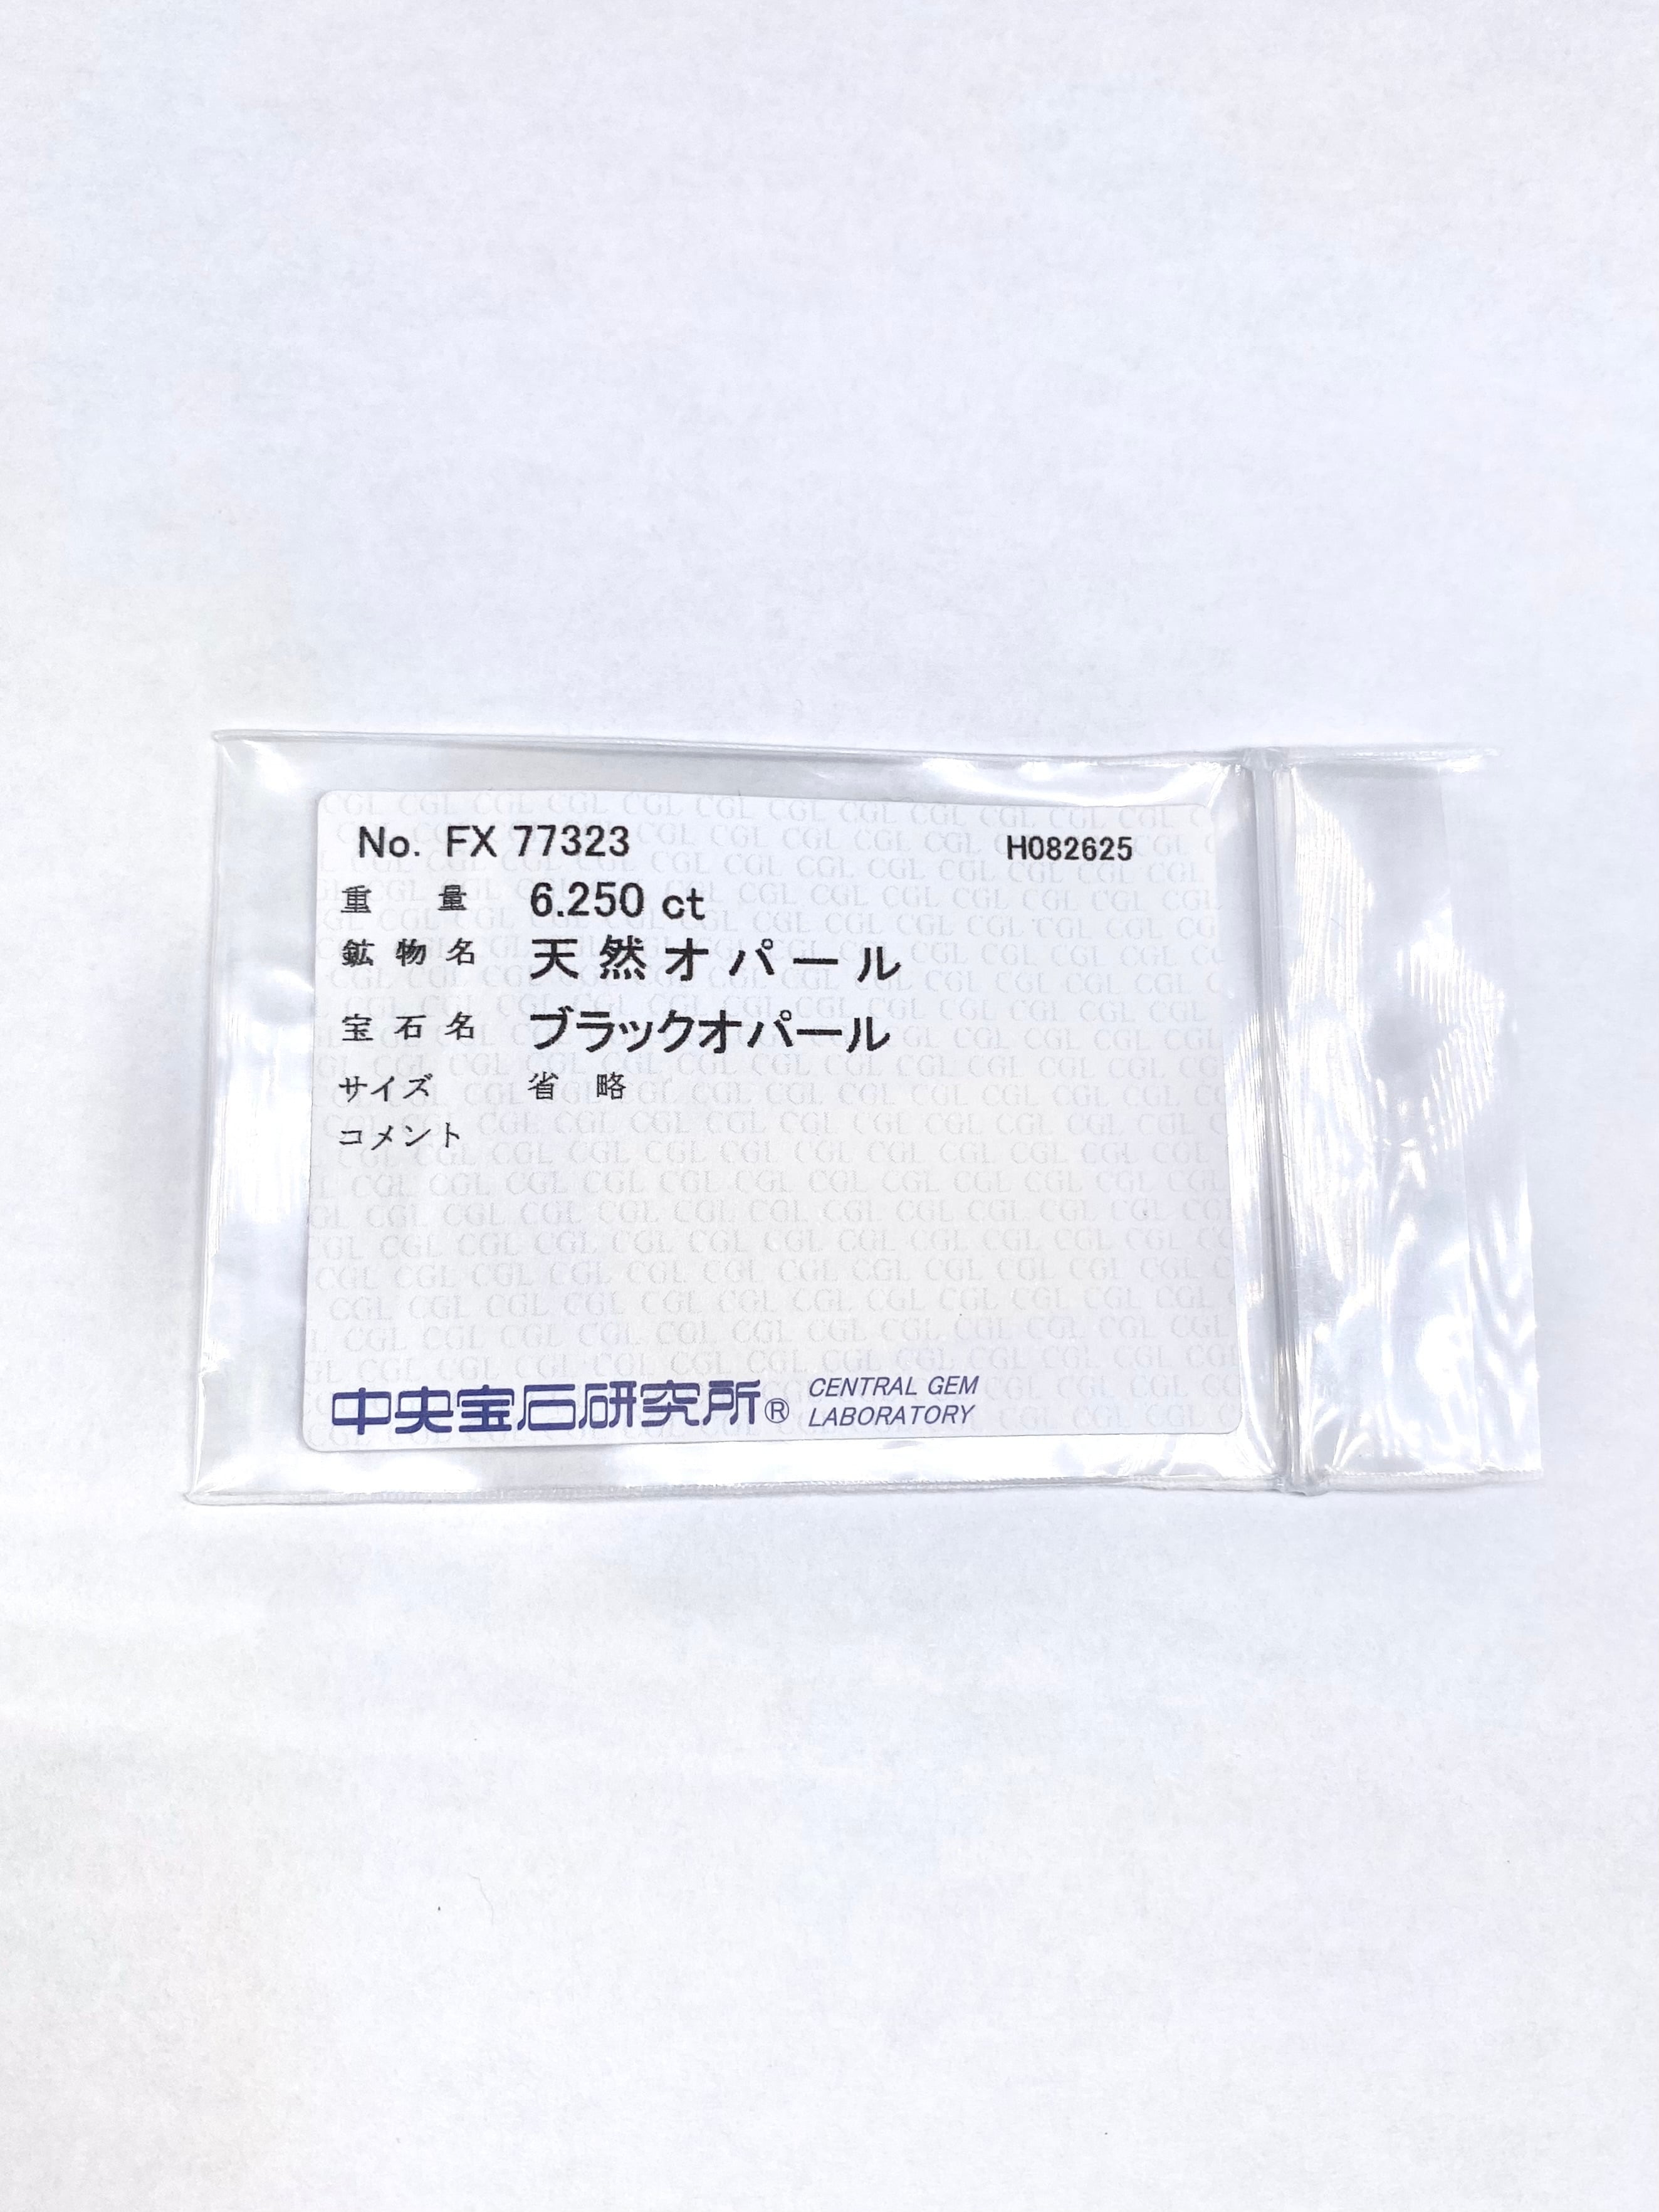 No. FX 77323 H082625
重量 6.250 ct
鉱物名 天然オパール
宝石名 ブラックオパール
サイズ 省略
コメント
中央宝石研究所® CENTRAL GEM
LABORATORY